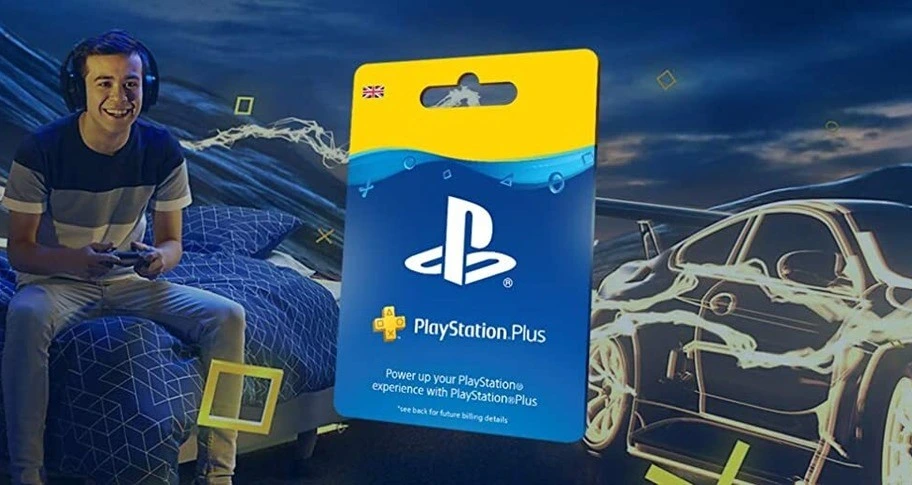 PlayStation®Plus
Power up your PlayStation®
experience with PlayStation®Plus
*see back for future billing details